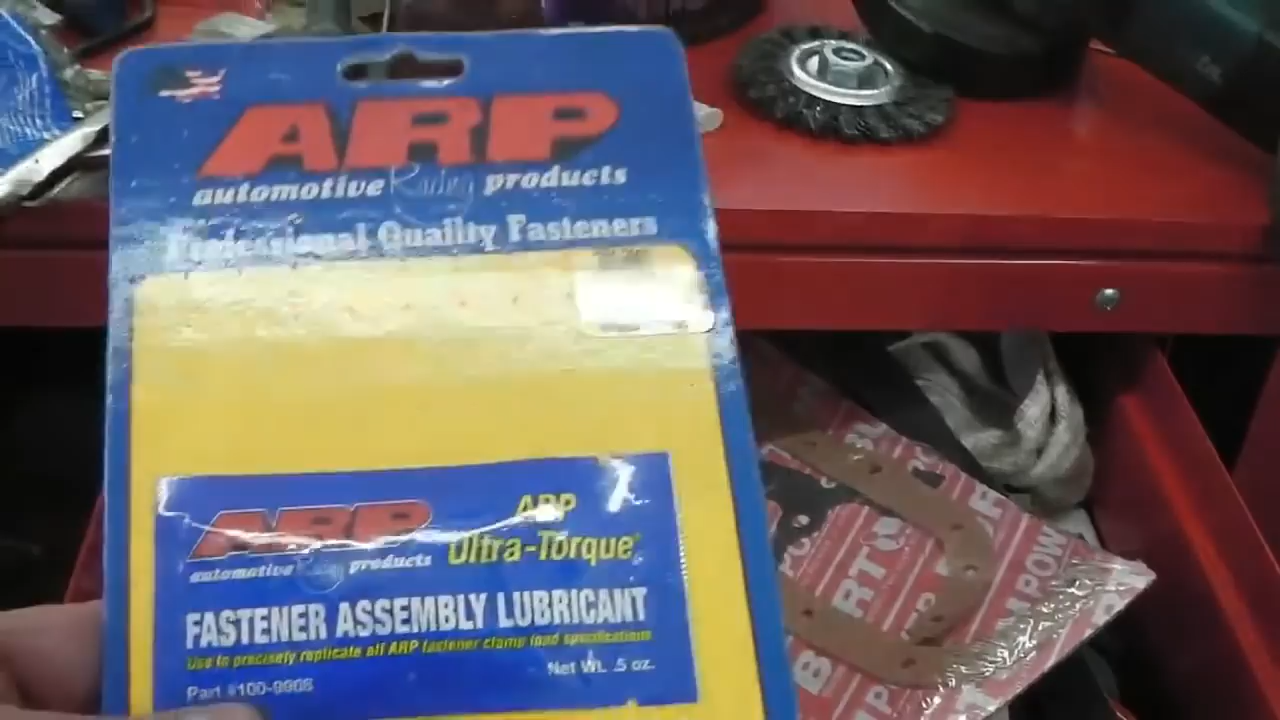 ARP
automotive Racing products
Professional Quality Fasteners
ARP
ARP
Ultra-Torque
automotive Racing products
FASTENER ASSEMBLY LUBRICANT
Use to precisely replicate all ARP fastener clamp load specifications
Net Wt. .5 oz.
Part #100-9908